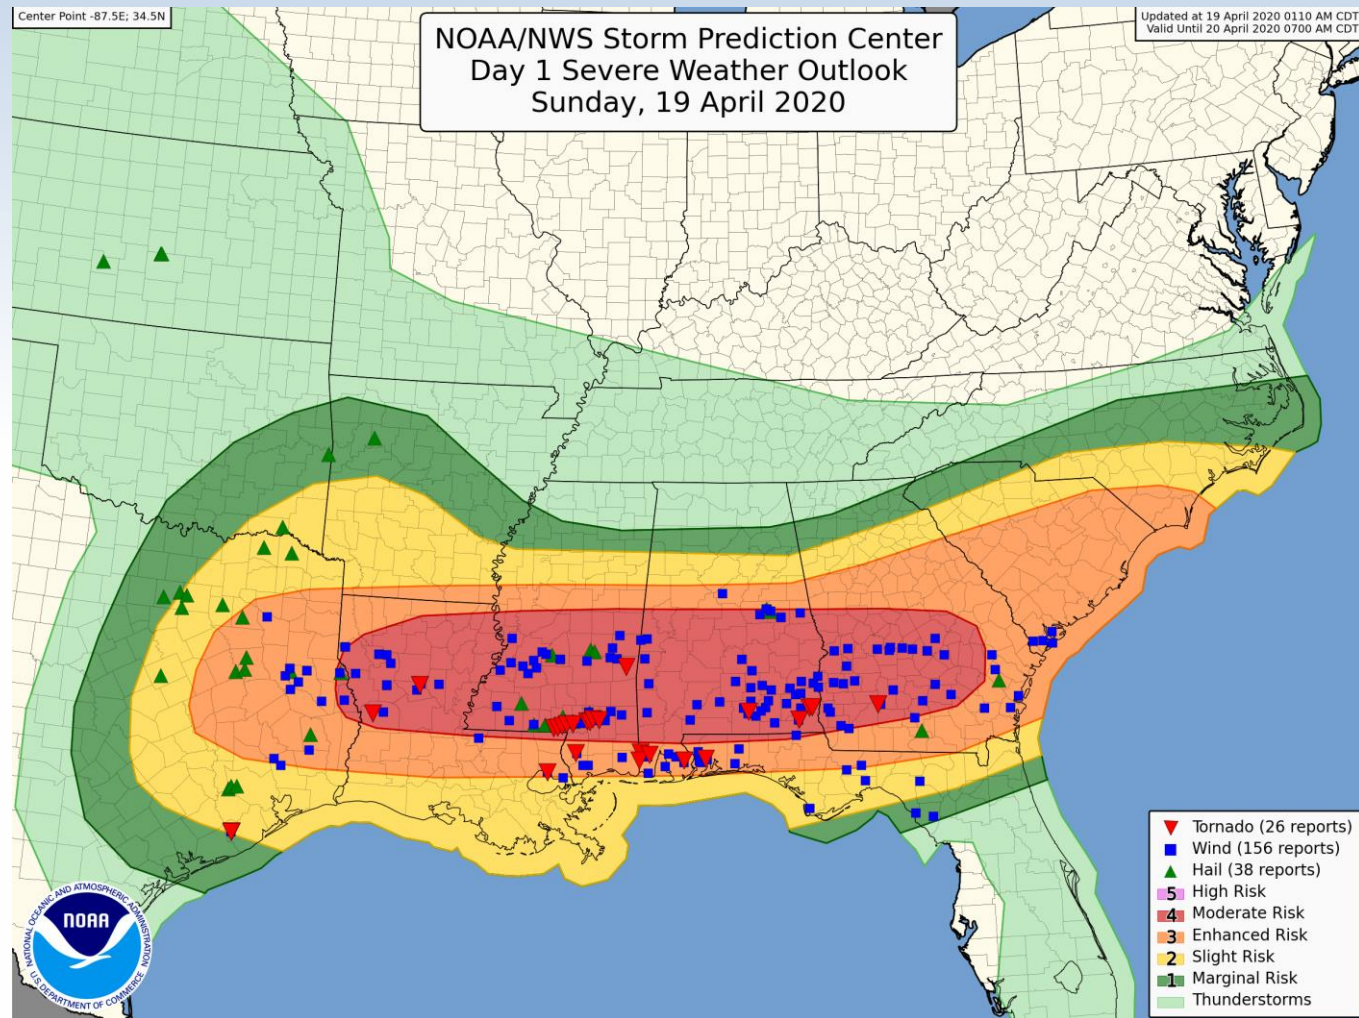 Center Point -87.5E; 34.5N
NOAA/NWS Storm Prediction Center
Day 1 Severe Weather Outlook
Sunday, 19 April 2020
Updated at 19 April 2020 0110 AM CDT
Valid Until 20 April 2020 0700 AM CDT
Tornado (26 reports)
Wind (156 reports)
Hail (38 reports)
5 High Risk
4 Moderate Risk
3 Enhanced Risk
2 Slight Risk
1 Marginal Risk
Thunderstorms
NATIONAL OCEANIC AND ATMOSPHERIC ADMINISTRATION
NOAA
U.S. DEPARTMENT OF COMMERCE